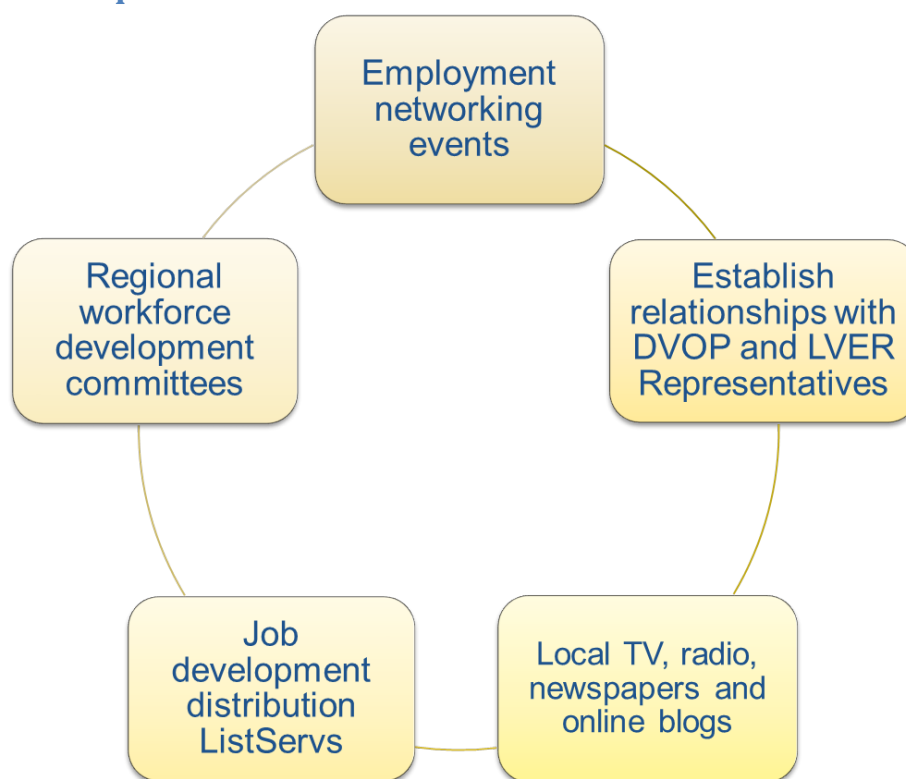 Employment
networking
events
Establish
relationships with
DVOP and LVER
Representatives
Local TV, radio,
newspapers and
online blogs
Job
development
distribution
ListServs
Regional
workforce
development
committees